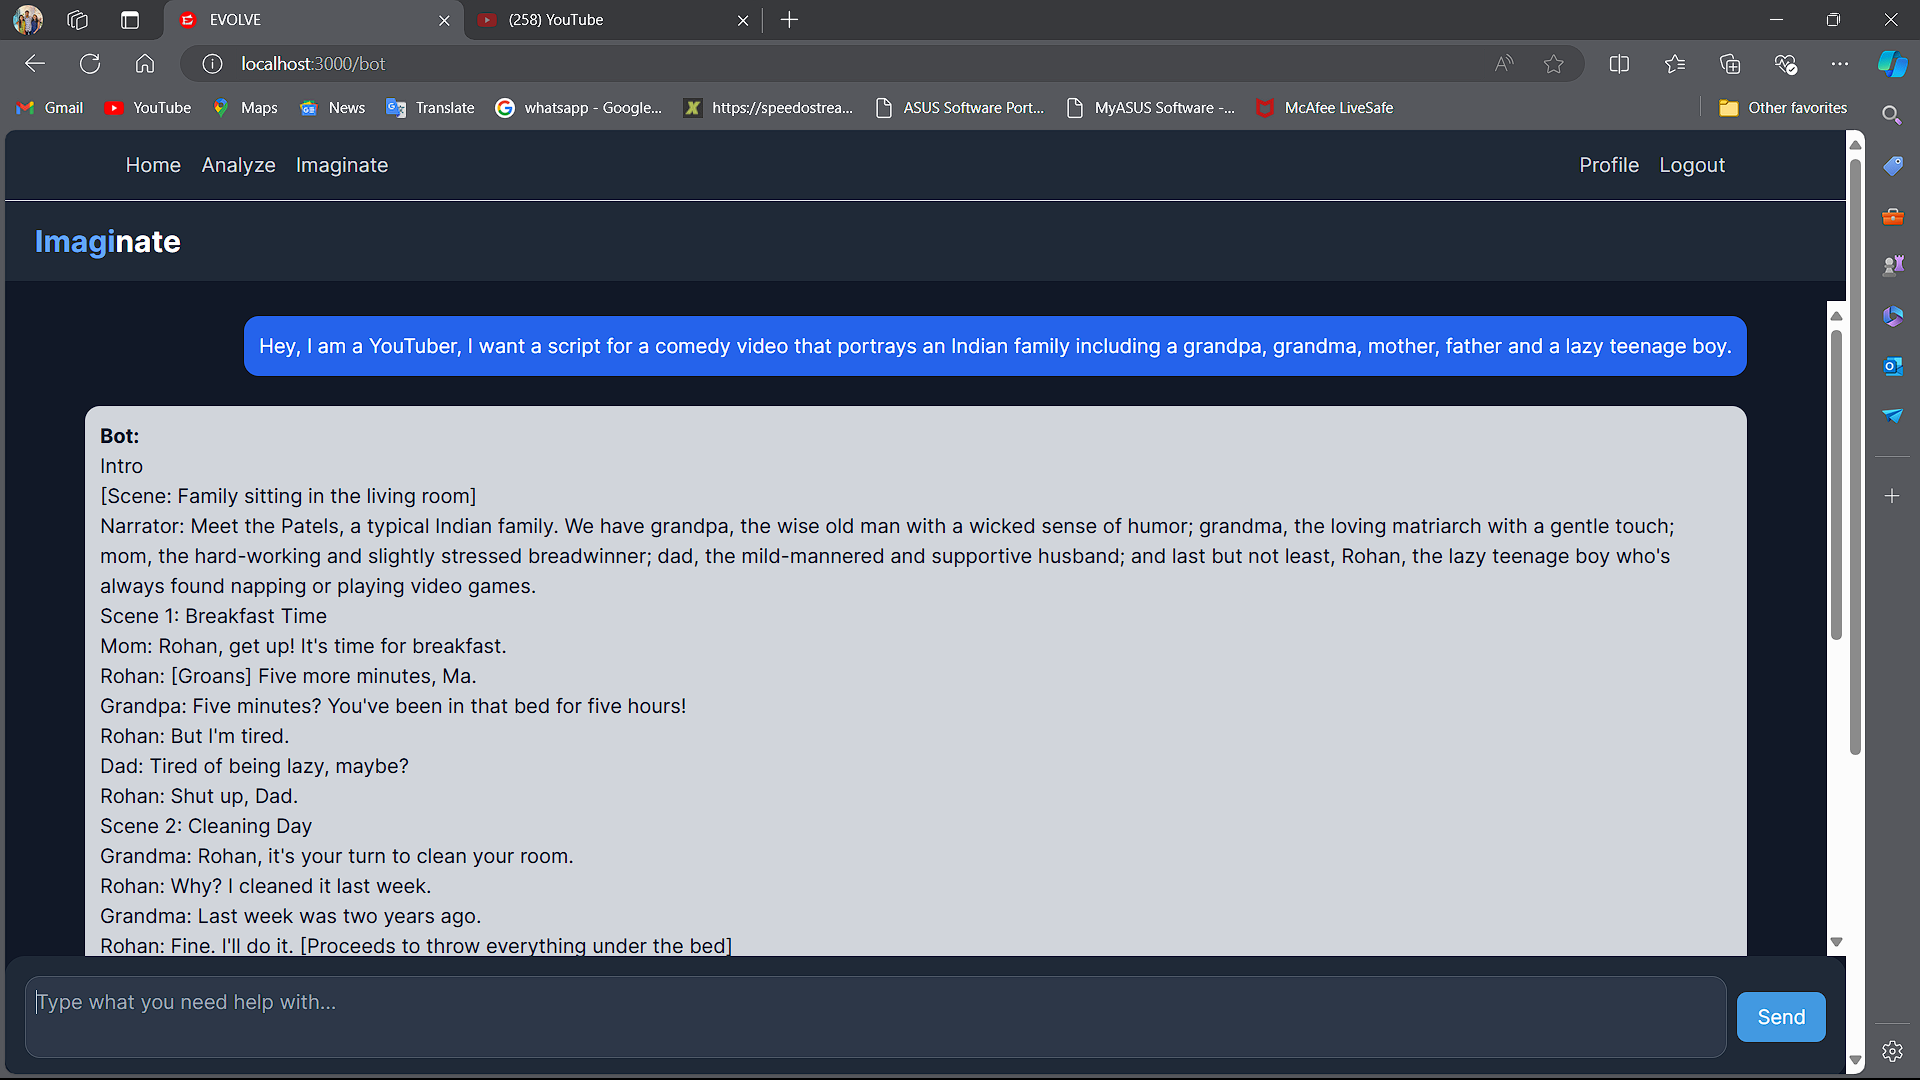 EVOLVE
(258) YouTube
localhost:3000/bot
Gmail
YouTube
Maps
News
Translate
whatsapp - Google...
https://speedostrea...
ASUS Software Port...
MyASUS Software -...
McAfee LiveSafe
Other favorites
Home Analyze Imaginate
Profile Logout
Imaginate
Hey, I am a YouTuber, I want a script for a comedy video that portrays an Indian family including a grandpa, grandma, mother, father and a lazy teenage boy.
Bot:
Intro
[Scene: Family sitting in the living room]
Narrator: Meet the Patels, a typical Indian family. We have grandpa, the wise old man with a wicked sense of humor; grandma, the loving matriarch with a gentle touch;
mom, the hard-working and slightly stressed breadwinner; dad, the mild-mannered and supportive husband; and last but not least, Rohan, the lazy teenage boy who's
always found napping or playing video games.
Scene 1: Breakfast Time
Mom: Rohan, get up! It's time for breakfast.
Rohan: [Groans] Five more minutes, Ma.
Grandpa: Five minutes? You've been in that bed for five hours!
Rohan: But I'm tired.
Dad: Tired of being lazy, maybe?
Rohan: Shut up, Dad.
Scene 2: Cleaning Day
Grandma: Rohan, it's your turn to clean your room.
Rohan: Why? I cleaned it last week.
Grandma: Last week was two years ago.
Rohan: Fine. I'll do it. [Proceeds to throw everything under the bed]
Type what you need help with...
Send